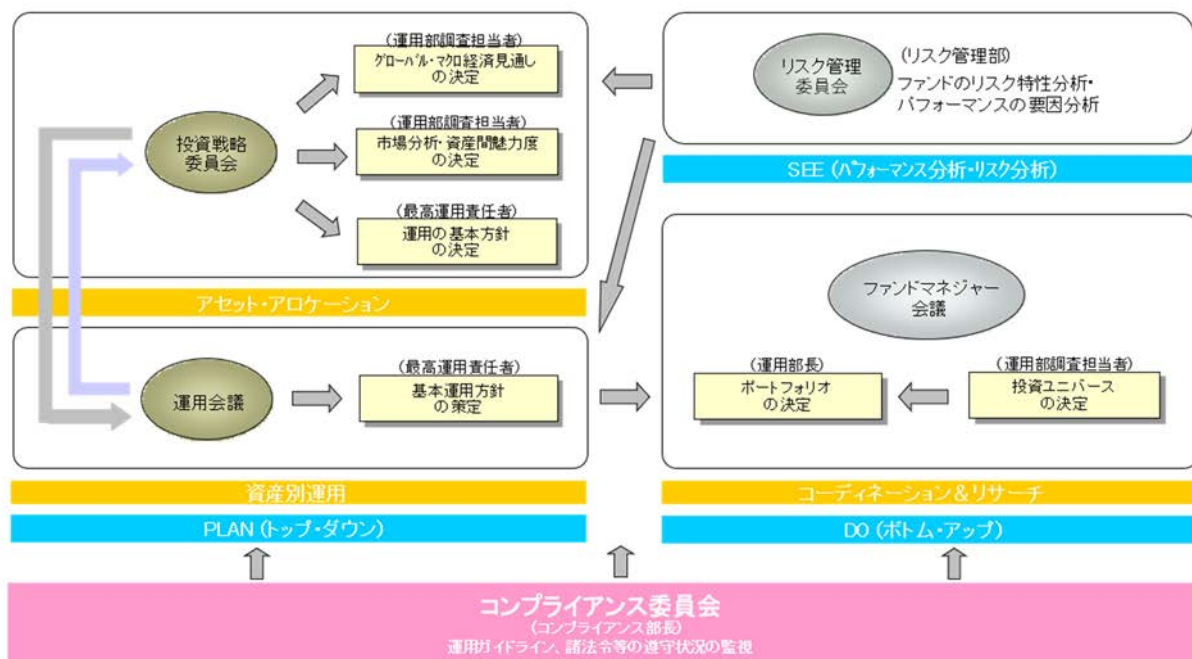 (運用部調査担当者)
グローバル・マクロ経済見通し
の決定
投資戦略
委員会
(運用部調査担当者)
市場分析・資産間魅力度
の決定
(最高運用責任者)
運用の基本方針
の決定
アセット・アロケーション
運用会議
(最高運用責任者)
基本運用方針
の策定
資産別運用
PLAN (トップ・ダウン)
リスク管理
委員会
(リスク管理部)
ファンドのリスク特性分析・
パフォーマンスの要因分析
SEE (パフォーマンス分析・リスク分析)
ファンドマネジャー
会議
(運用部長)
ポートフォリオ
の決定
(運用部調査担当者)
投資ユニバース
の決定
コーディネーション&リサーチ
DO (ボトム・アップ)
コンプライアンス委員会
(コンプライアンス部長)
運用ガイドライン、諸法令等の遵守状況の監視